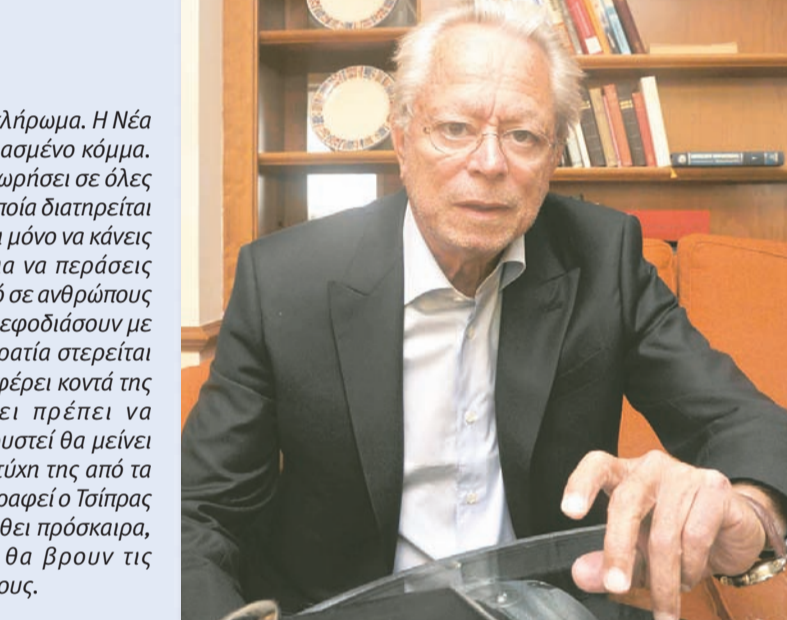 λήρωμα. Η Νέα
ασμένο κόμμα.
ωρήσει σε όλες
ποία διατηρείται
ι μόνο να κάνεις
ια να περάσεις
ό σε ανθρώπους
εφοδιάσουν με
ρατία στερείται
φέρει κοντά της
ει πρέπει να
υστεί θα μείνει
τύχη της από τα
ραφεί ο Τσίπρας
θει πρόσκαιρα,
θα βρουν τις
ους.